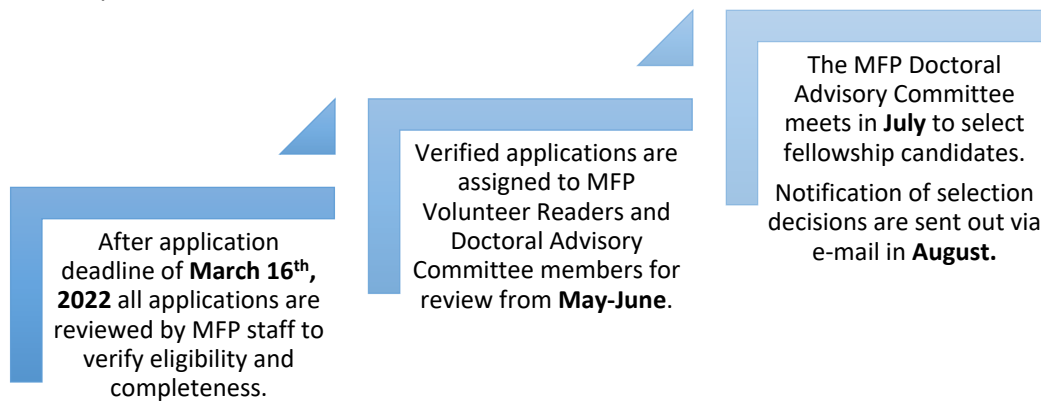 After application
deadline of March 16th,
2022 all applications are
reviewed by MFP staff to
verify eligibility and
completeness.
Verified applications are
assigned to MFP
Volunteer Readers and
Doctoral Advisory
Committee members for
review from May-June.
The MFP Doctoral
Advisory Committee
meets in July to select
fellowship candidates.
Notification of selection
decisions are sent out via
e-mail in August.